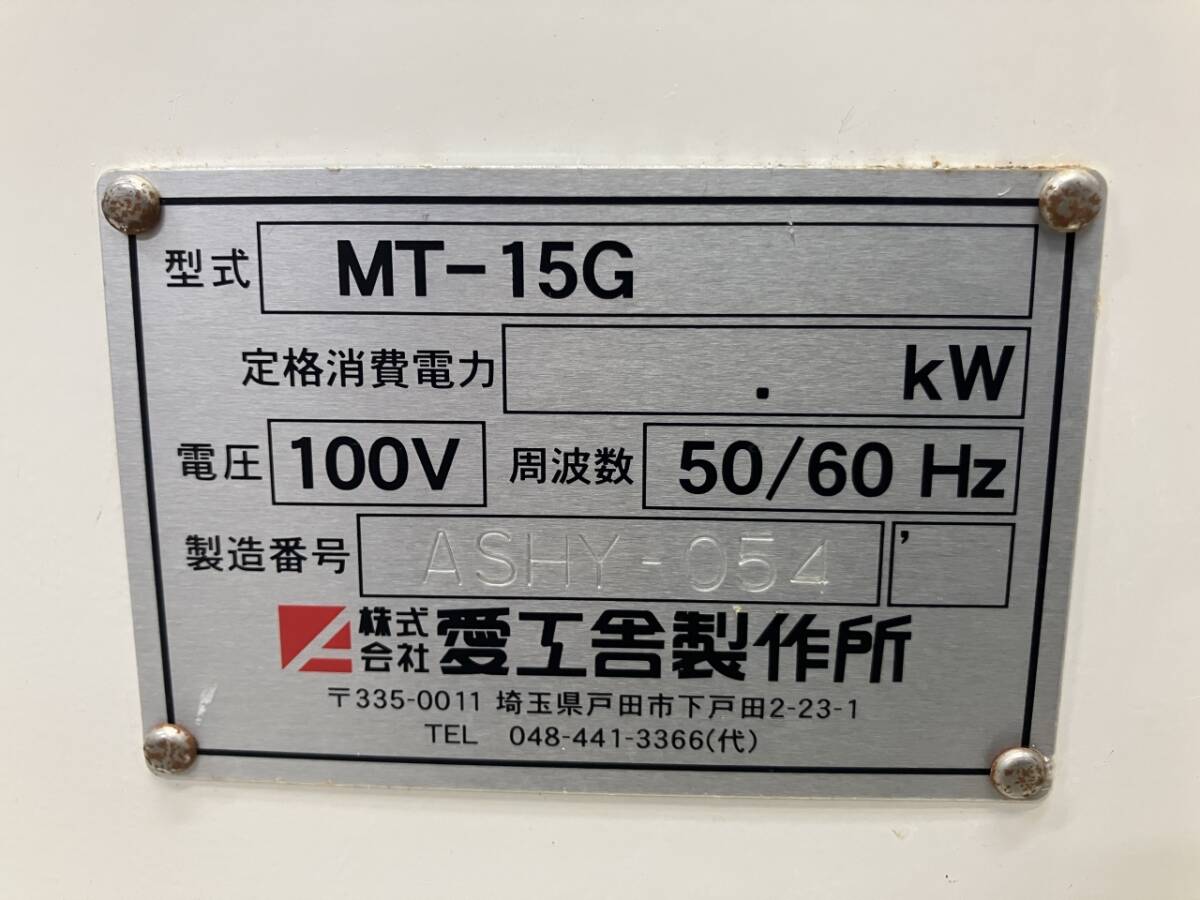 型式 MT-15G
定格消費電力 . kW
電圧 100V 周波数 50/60 Hz
製造番号 ASHY-054 '
株式会社 愛工舎製作所
〒335-0011 埼玉県戸田市下戸田2-23-1
TEL 048-441-3366(代)